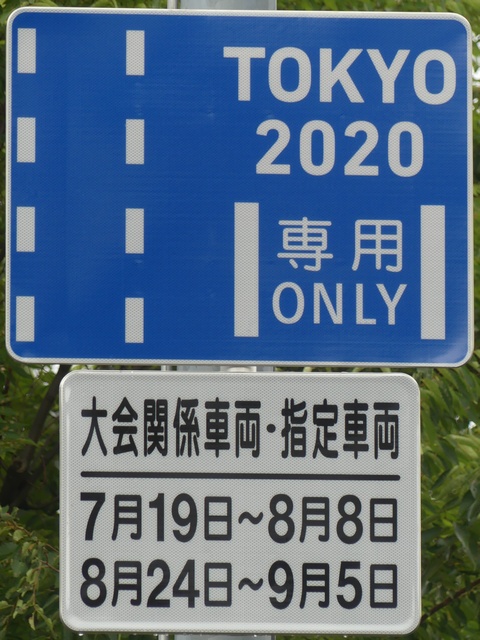 TOKYO
2020
専用
ONLY
大会関係車両・指定車両
7月19日~8月8日
8月24日~9月5日